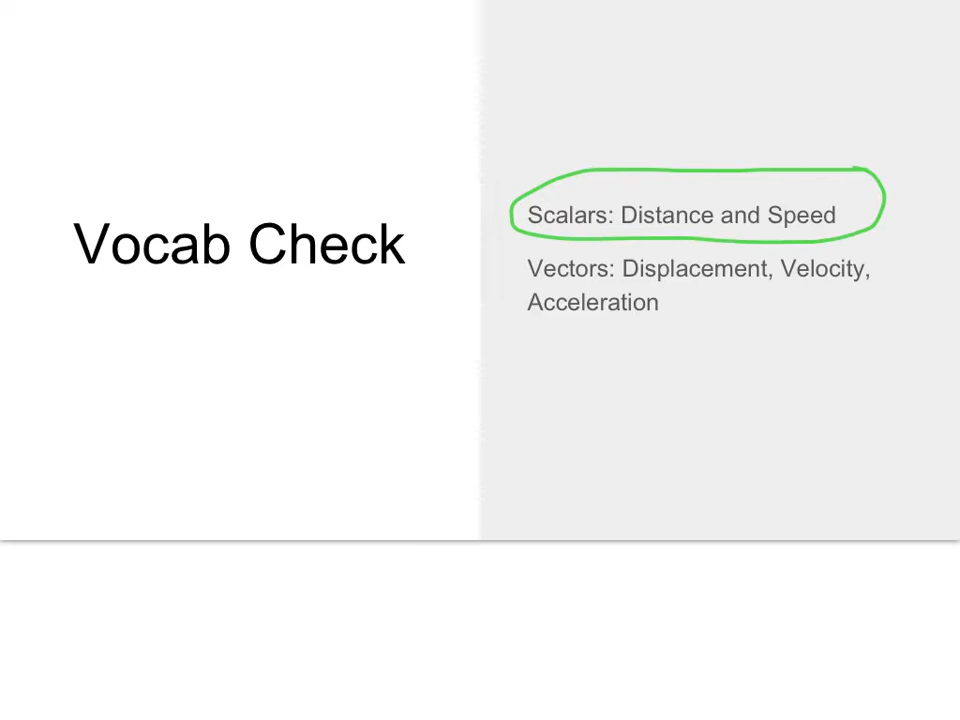 Vocab Check
Scalars: Distance and Speed
Vectors: Displacement, Velocity,
Acceleration